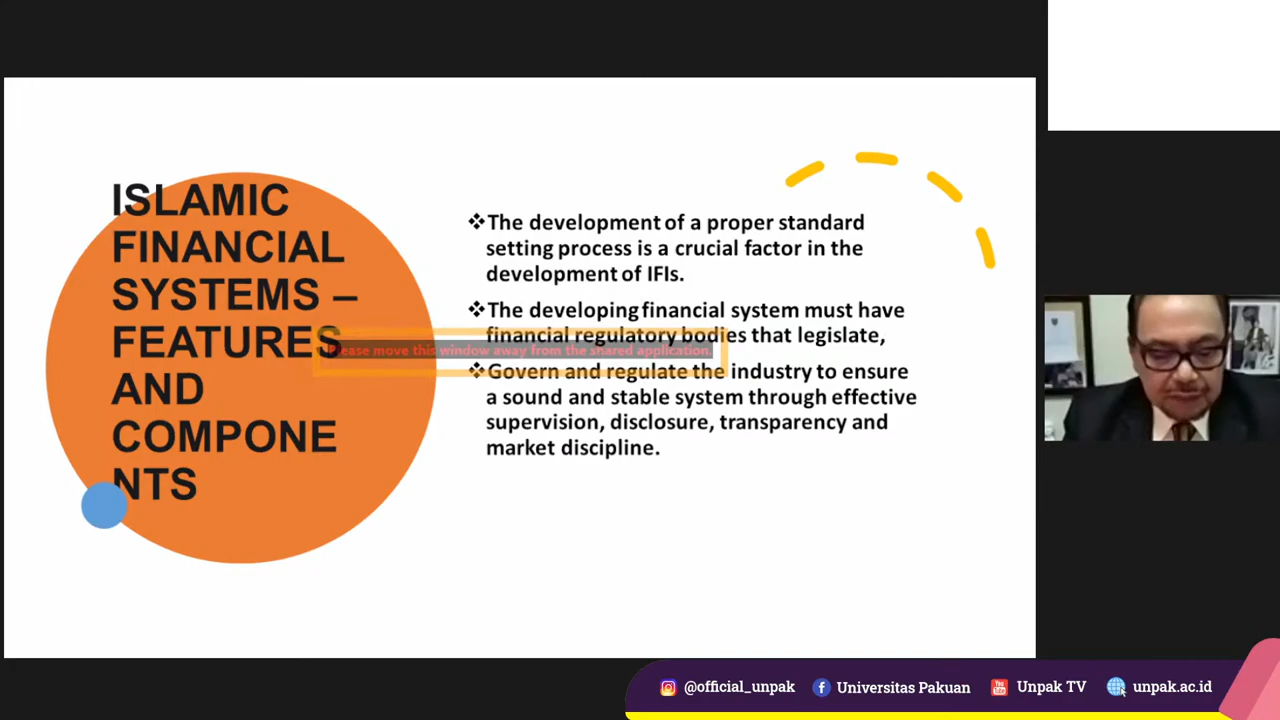 ISLAMIC
FINANCIAL
SYSTEMS –
FEATURES
AND
COMPONE
NTS
❖The development of a proper standard
setting process is a crucial factor in the
development of IFIs.
❖The developing financial system must have
financial regulatory bodies that legislate,
Please move this window away from the shared application.
❖Govern and regulate the industry to ensure
a sound and stable system through effective
supervision, disclosure, transparency and
market discipline.
@official_unpak Universitas Pakuan Unpak TV unpak.ac.id